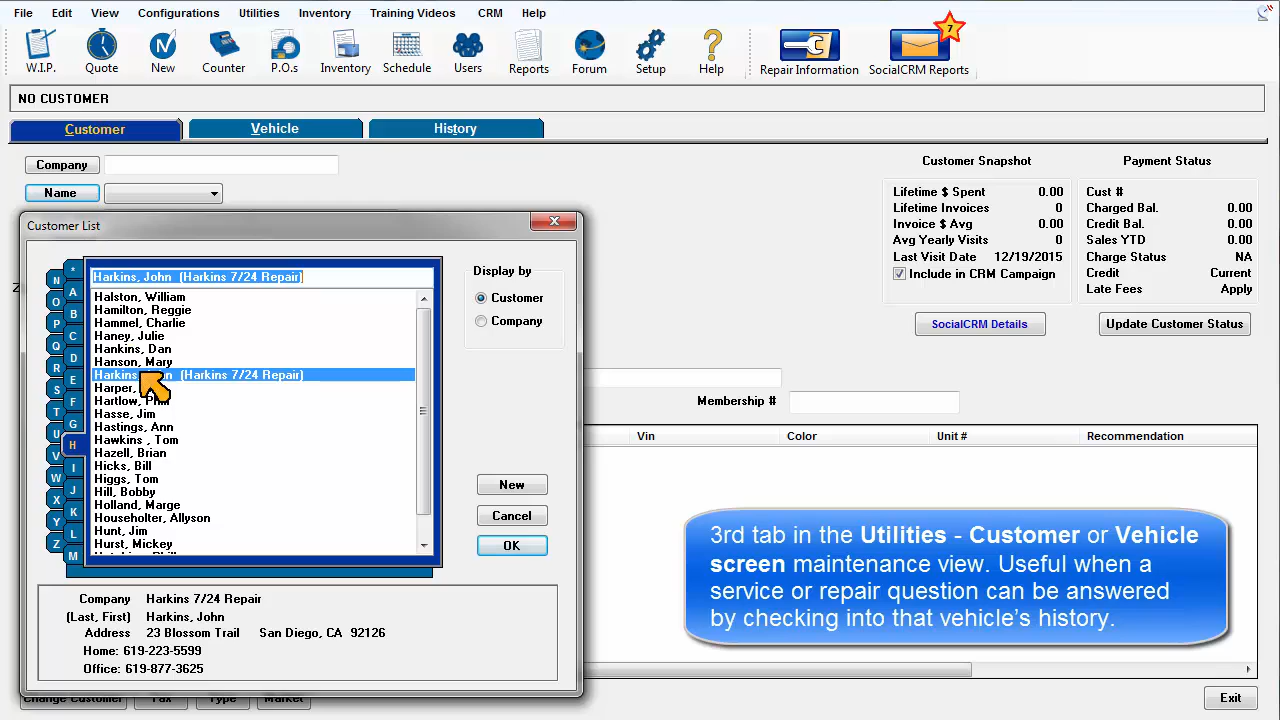 File Edit View Configurations Utilities Inventory Training Videos CRM Help
7
W.I.P. Quote New Counter P.O.s Inventory Schedule Users Reports Forum Setup Help Repair Information SocialCRM Reports
NO CUSTOMER
Customer Vehicle History
Company
Name
Customer Snapshot Payment Status
Lifetime $ Spent 0.00 Cust #
Lifetime Invoices 0 Charged Bal. 0.00
Invoice $ Avg 0.00 Credit Bal. 0.00
Avg Yearly Visits 0 Sales YTD 0.00
Last Visit Date 12/19/2015 Charge Status NA
Include in CRM Campaign Credit Current
Late Fees Apply
SocialCRM Details Update Customer Status
Membership #
Vin Color Unit # Recommendation
Customer List
Harkins, John (Harkins 7/24 Repair)
Halston, William
Hamilton, Reggie
Hammel, Charlie
Haney, Julie
Hankins, Dan
Hanson, Mary
Harkins (Harkins 7/24 Repair)
Harper,
Hartlow,
Hasse, Jim
Hastings, Ann
Hawkins , Tom
Hazell, Brian
Hicks, Bill
Higgs, Tom
Hill, Bobby
Holland, Marge
Householter, Allyson
Hunt, Jim
Hurst, Mickey
*
N A
O B
P C
Q D
R E
S F
T G
U H
V I
W J
X K
Y L
Z M
Display by
Customer
Company
New
Cancel
OK
Company Harkins 7/24 Repair
(Last, First) Harkins, John
Address 23 Blossom Trail San Diego, CA 92126
Home: 619-223-5599
Office: 619-877-3625
3rd tab in the Utilities - Customer or Vehicle
screen maintenance view. Useful when a
service or repair question can be answered
by checking into that vehicle's history.
Change Customer Tax Type Market Exit